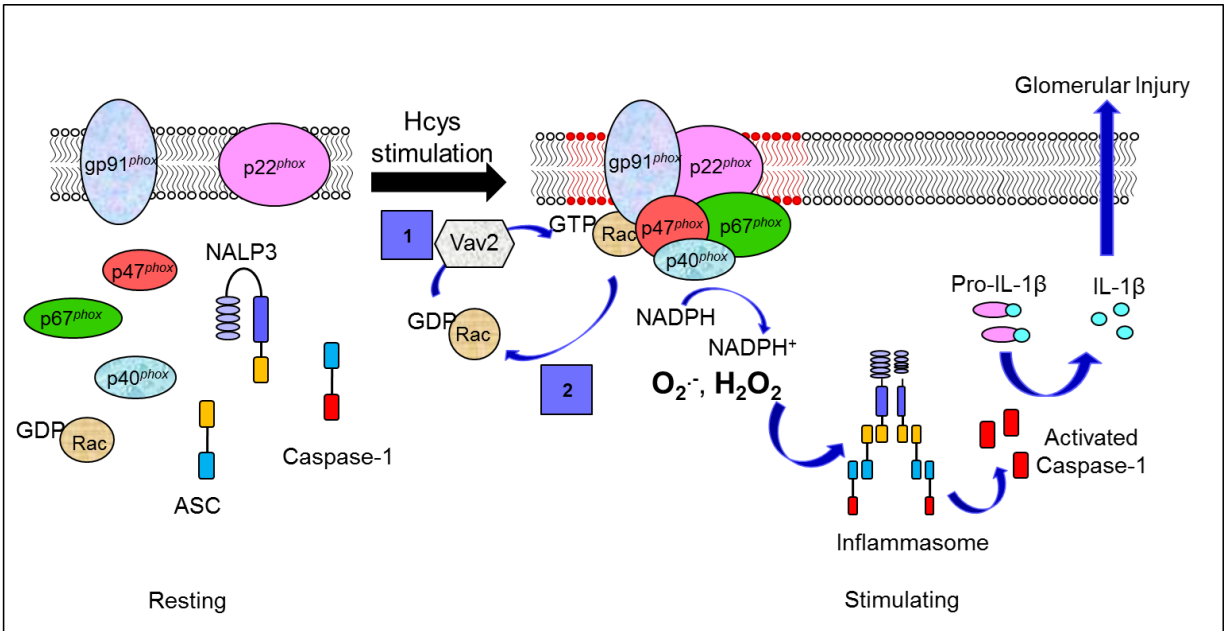 Hcys
stimulation
Glomerular Injury
gp91phox
p22phox
gp91phox
p22phox
1
Vav2
GTP
Rac
p47phox
p67phox
p40phox
NALP3
p47phox
p67phox
p40phox
GDP
Rac
Caspase-1
ASC
GDP
Rac
2
NADPH
NADPH+
O2·-, H2O2
Pro-IL-1β
IL-1β
Activated
Caspase-1
Inflammasome
Resting
Stimulating